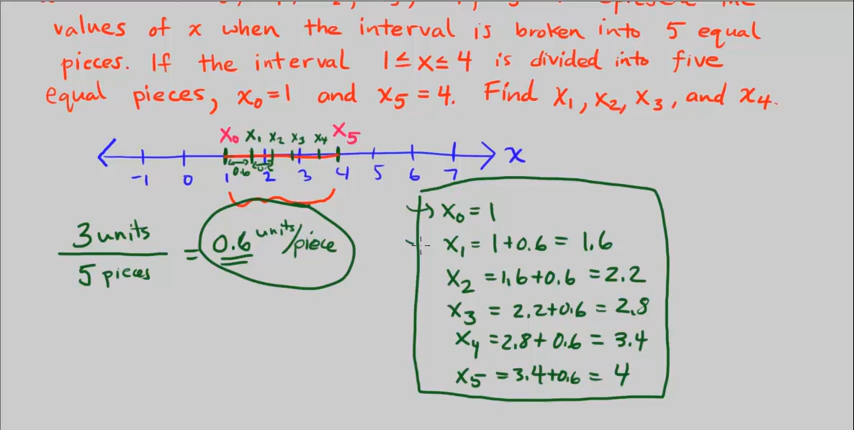 values of x when the interval is broken into 5 equal
pieces. If the interval 1 ≤ x ≤ 4 is divided into five
equal pieces, x₀=1 and x₅=4. Find x₁, x₂, x₃, and x₄.
x₀ x₁ x₂ x₃ x₄ x₅
x
0.6
-1 0 1 2 3 4 5 6 7
3 units
5 pieces
= 0.6 units/piece
→ x₀ = 1
x₁ = 1+0.6 = 1.6
x₂ = 1.6+0.6 = 2.2
x₃ = 2.2+0.6 = 2.8
x₄ = 2.8+0.6 = 3.4
x₅ = 3.4+0.6 = 4